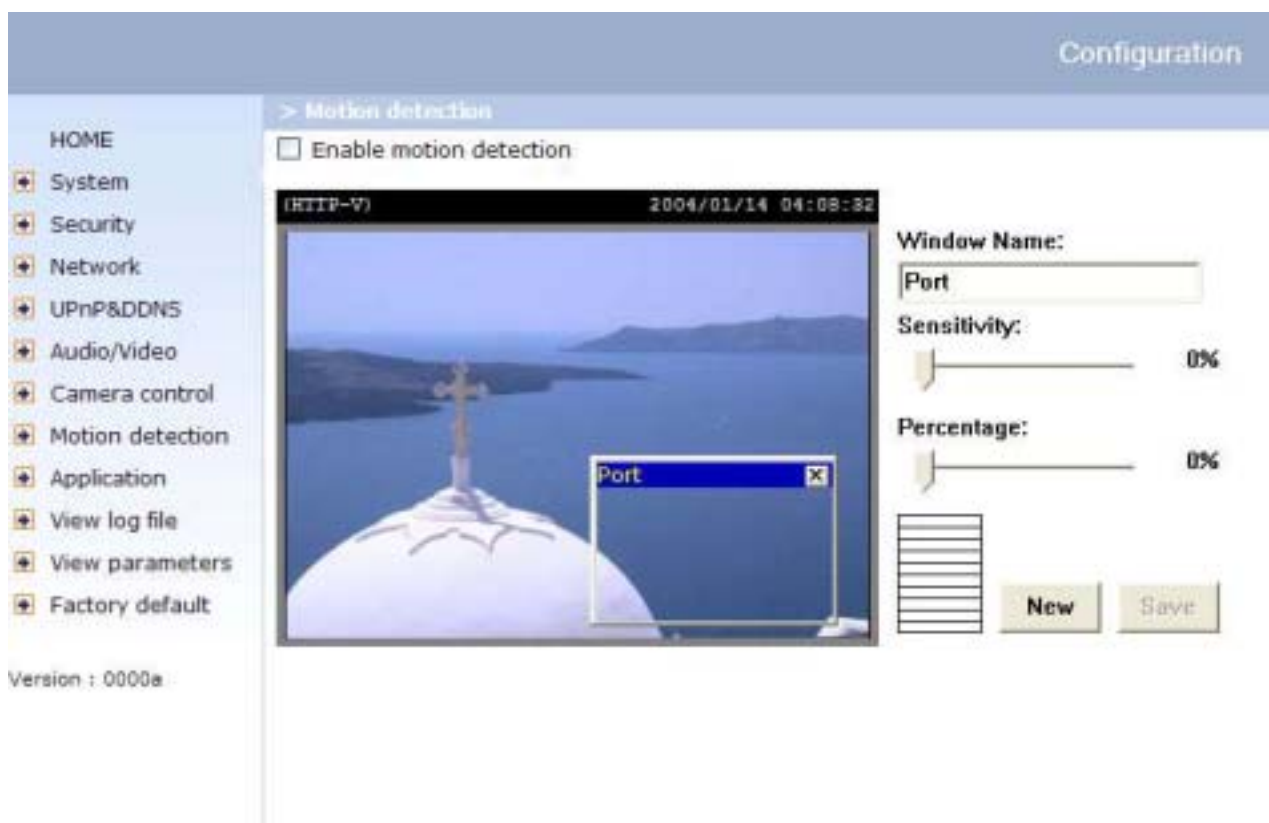 Configuration
> Motion detection
HOME
Enable motion detection
System
Security
Network
UPnP&DDNS
Audio/Video
Camera control
Motion detection
Application
View log file
View parameters
Factory default
Version : 0000a
(HTTP-V) 2004/01/14 04:08:32
Port
Window Name:
Port
Sensitivity:
0%
Percentage:
0%
New
Save